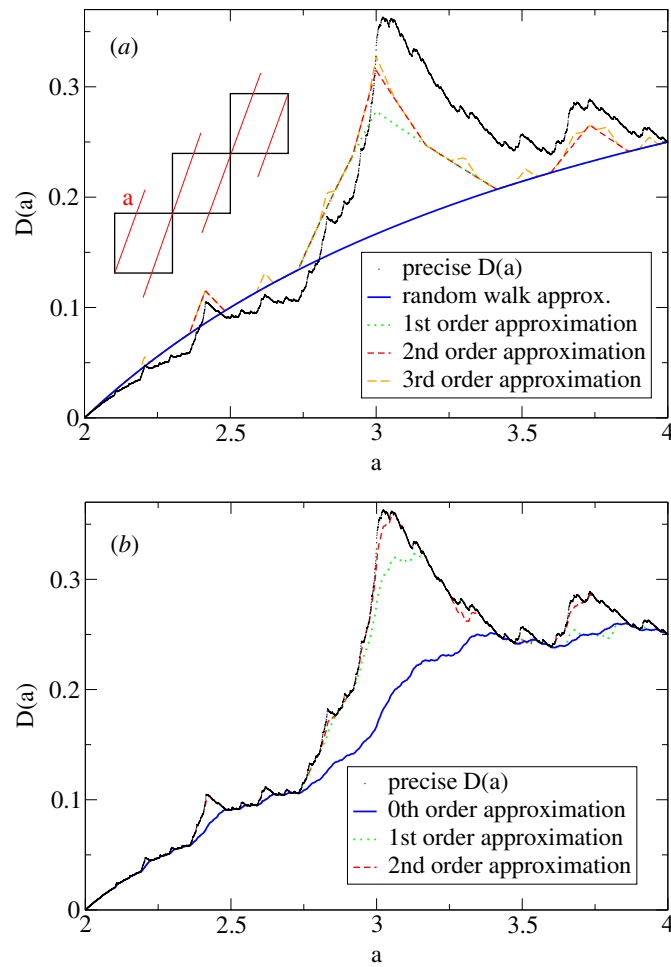 (a)
0.3
0.2
0.1
0
D(a)
a
precise D(a)
random walk approx.
1st order approximation
2nd order approximation
3rd order approximation
2
2.5
3
3.5
4
a
(b)
0.3
0.2
0.1
0
D(a)
precise D(a)
0th order approximation
1st order approximation
2nd order approximation
2
2.5
3
3.5
4
a